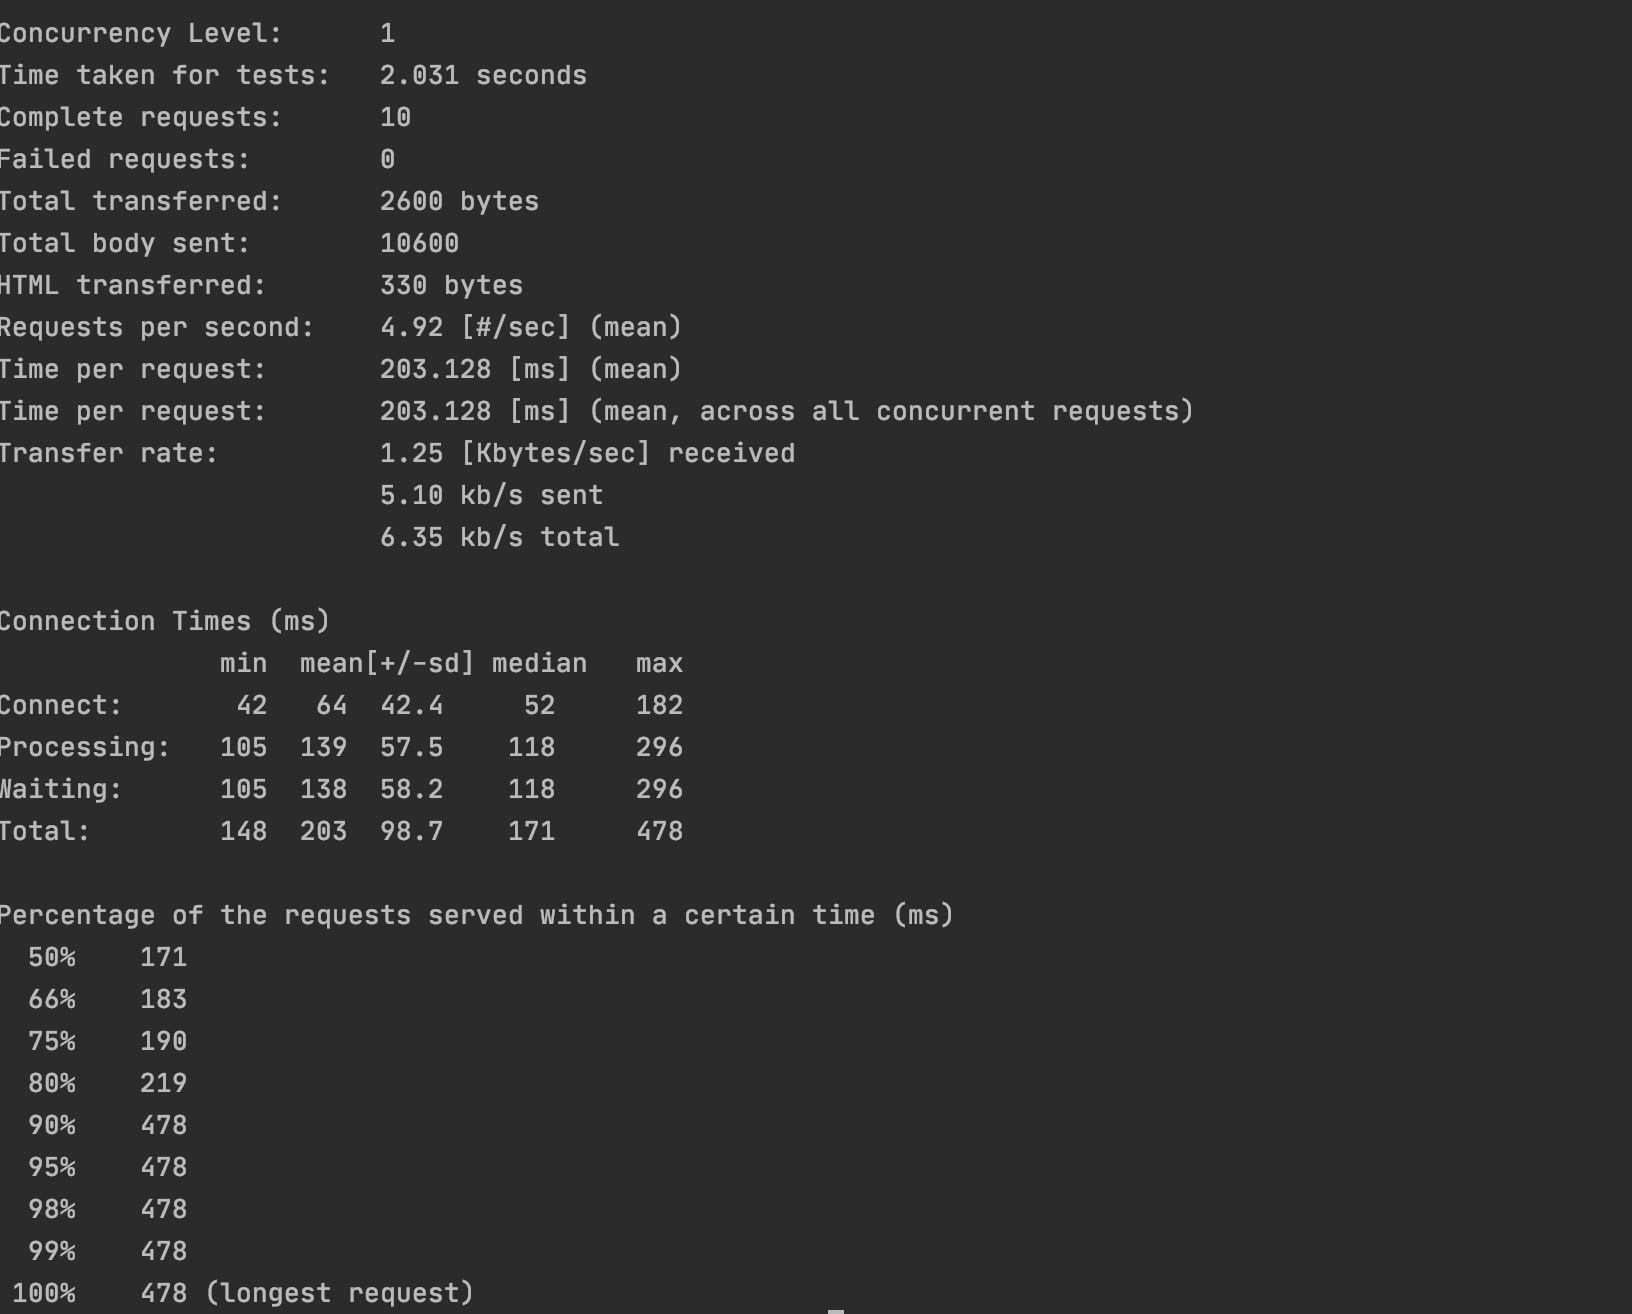 Concurrency Level:      1
Time taken for tests:   2.031 seconds
Complete requests:      10
Failed requests:        0
Total transferred:      2600 bytes
Total body sent:        10600
HTML transferred:       330 bytes
Requests per second:    4.92 [#/sec] (mean)
Time per request:       203.128 [ms] (mean)
Time per request:       203.128 [ms] (mean, across all concurrent requests)
Transfer rate:          1.25 [Kbytes/sec] received
                        5.10 kb/s sent
                        6.35 kb/s total

Connection Times (ms)
              min  mean[+/-sd] median   max
Connect:       42   64  42.4     52     182
Processing:   105  139  57.5    118     296
Waiting:      105  138  58.2    118     296
Total:        148  203  98.7    171     478

Percentage of the requests served within a certain time (ms)
  50%    171
  66%    183
  75%    190
  80%    219
  90%    478
  95%    478
  98%    478
  99%    478
 100%    478 (longest request)